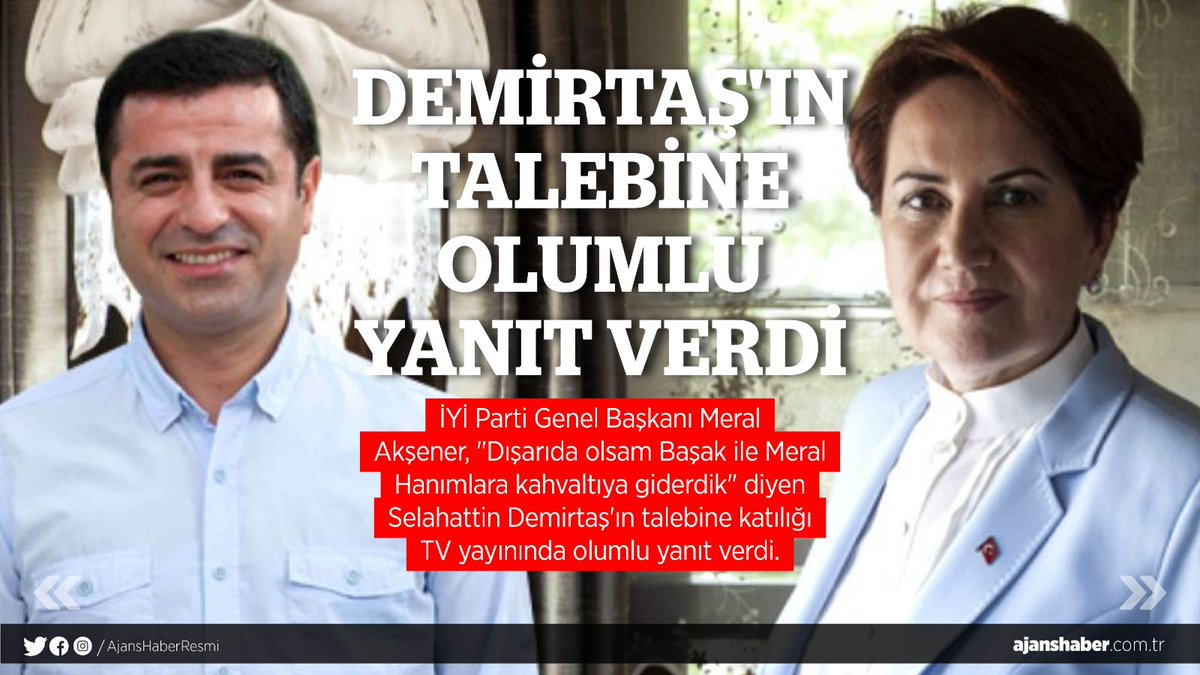 DEMİRTAŞ'IN
TALEBİNE
OLUMLU
YANIT VERDİ
İYİ Parti Genel Başkanı Meral
Akşener, "Dışarıda olsam Başak ile Meral
Hanımlara kahvaltıya giderdik" diyen
Selahattin Demirtaş'ın talebine katılığı
TV yayınında olumlu yanıt verdi.
/AjansHaberResmi
ajanshaber.com.tr